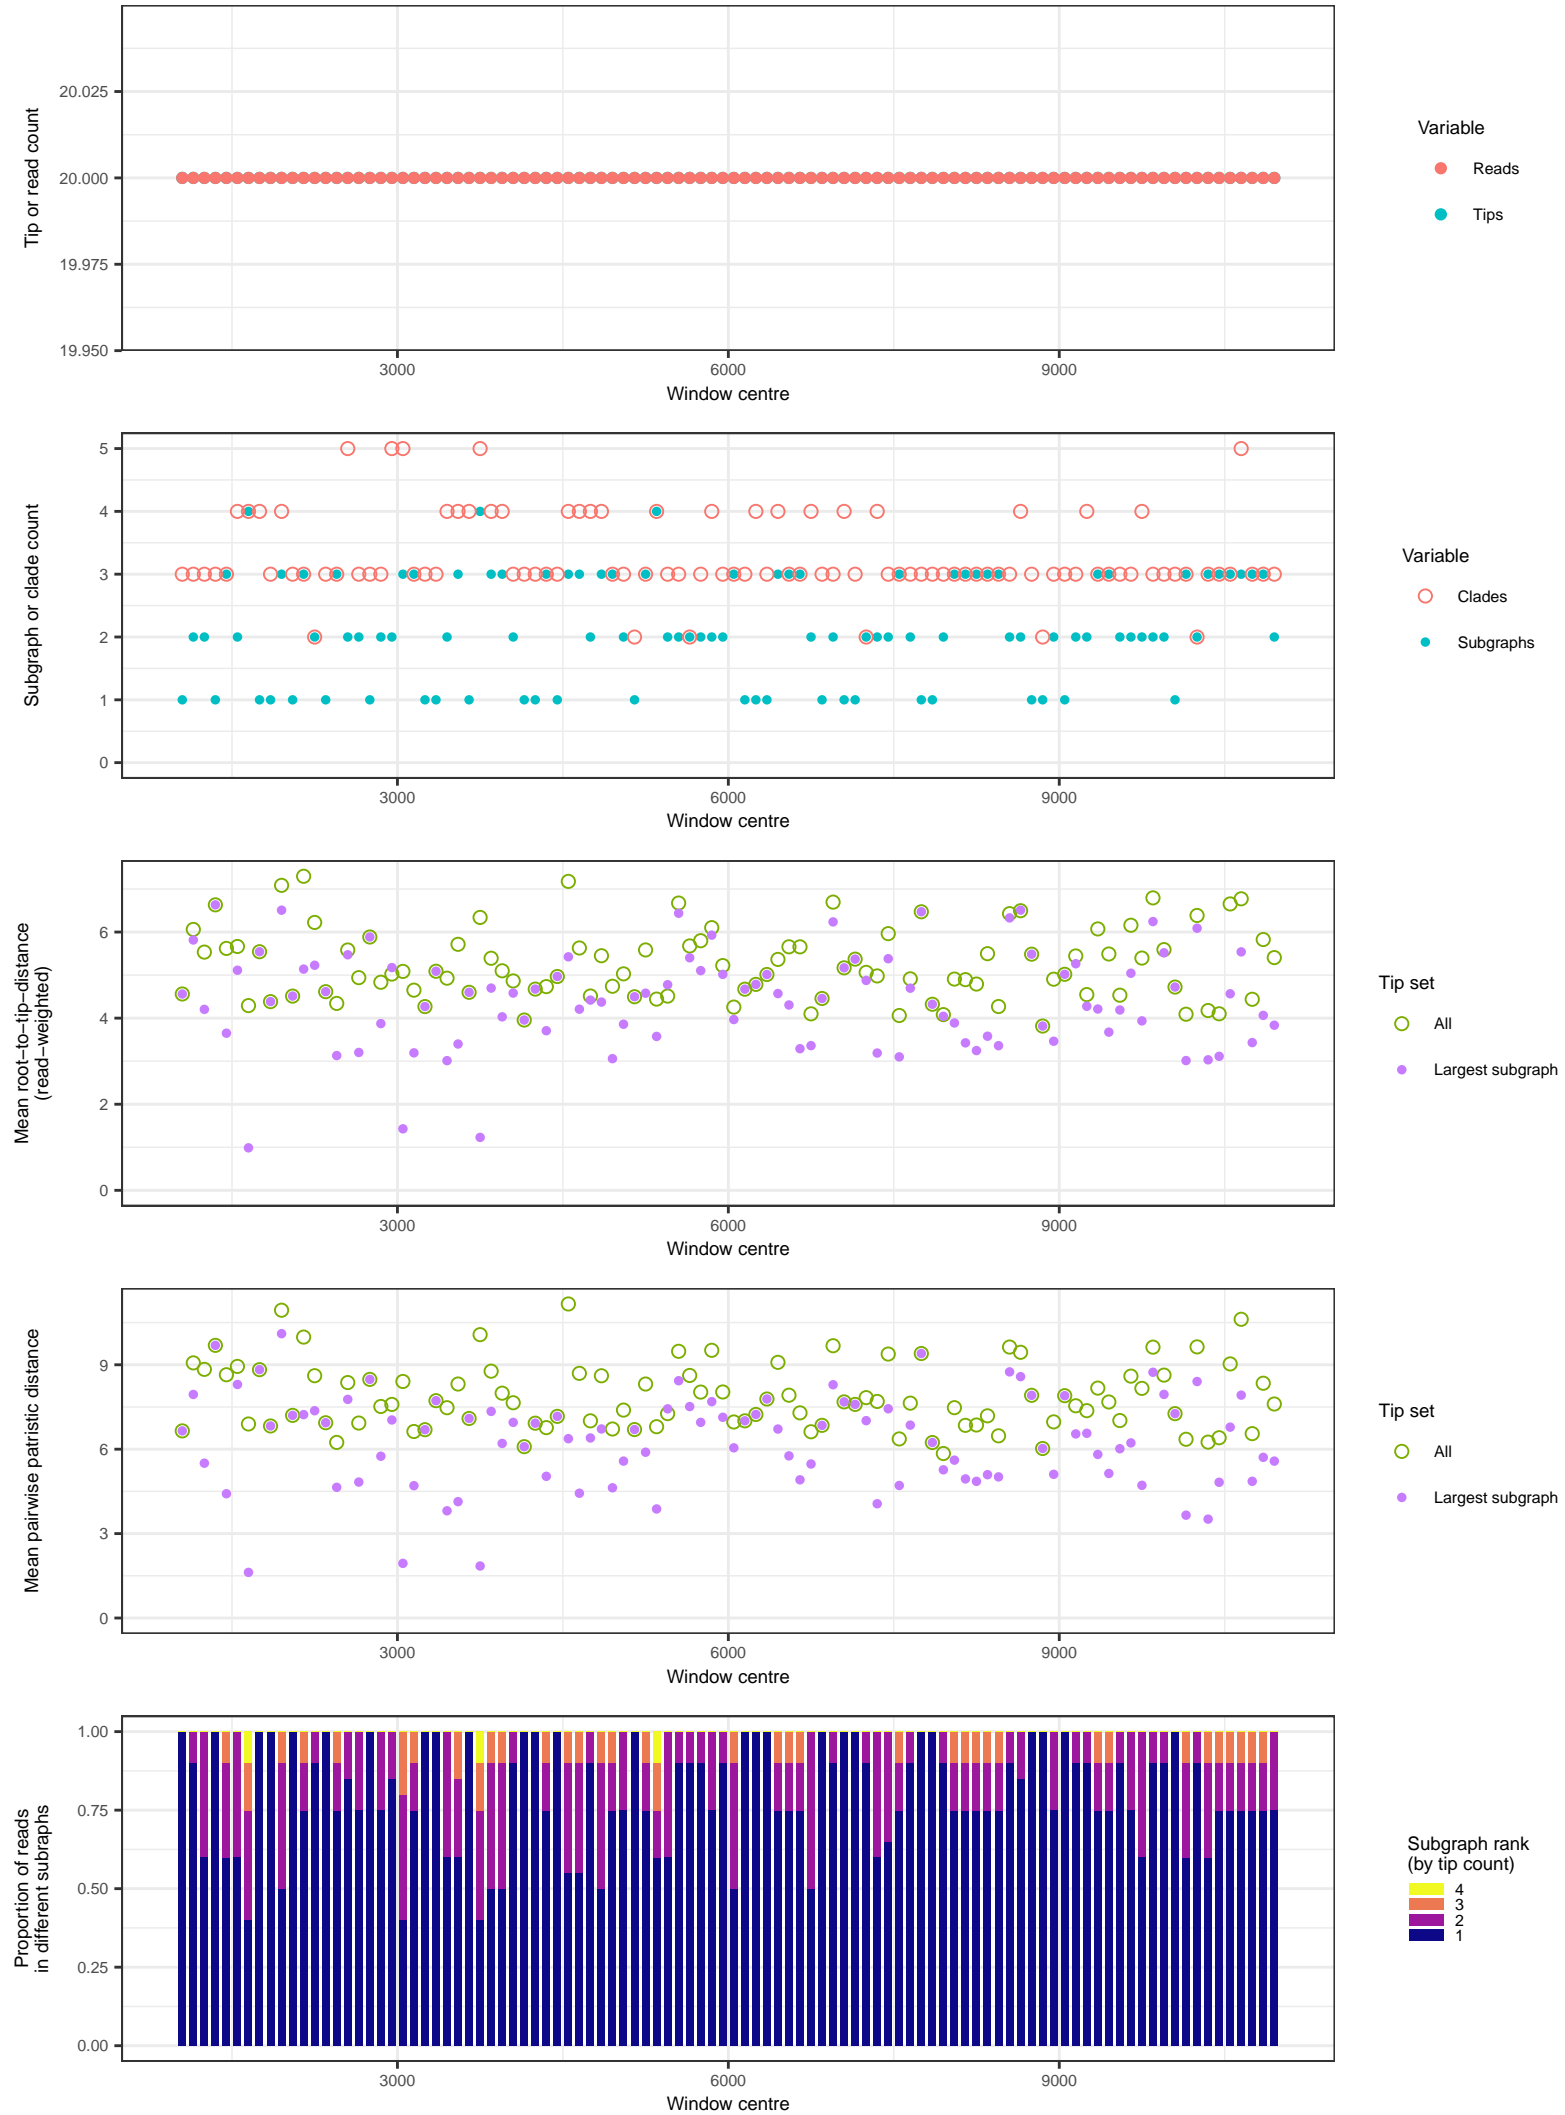 20.025
20.000
19.975
19.950
Tip or read count
3000 6000 9000
Window centre
Variable
Reads
Tips
5
4
3
2
1
0
Subgraph or clade count
3000 6000 9000
Window centre
Variable
Clades
Subgraphs
6
4
2
0
Mean root−to−tip−distance
(read−weighted)
3000 6000 9000
Window centre
Tip set
All
Largest subgraph
9
6
3
0
Mean pairwise patristic distance
3000 6000 9000
Window centre
Tip set
All
Largest subgraph
1.00
0.75
0.50
0.25
0.00
Proportion of reads
in different subraphs
3000 6000 9000
Window centre
Subgraph rank
(by tip count)
4
3
2
1